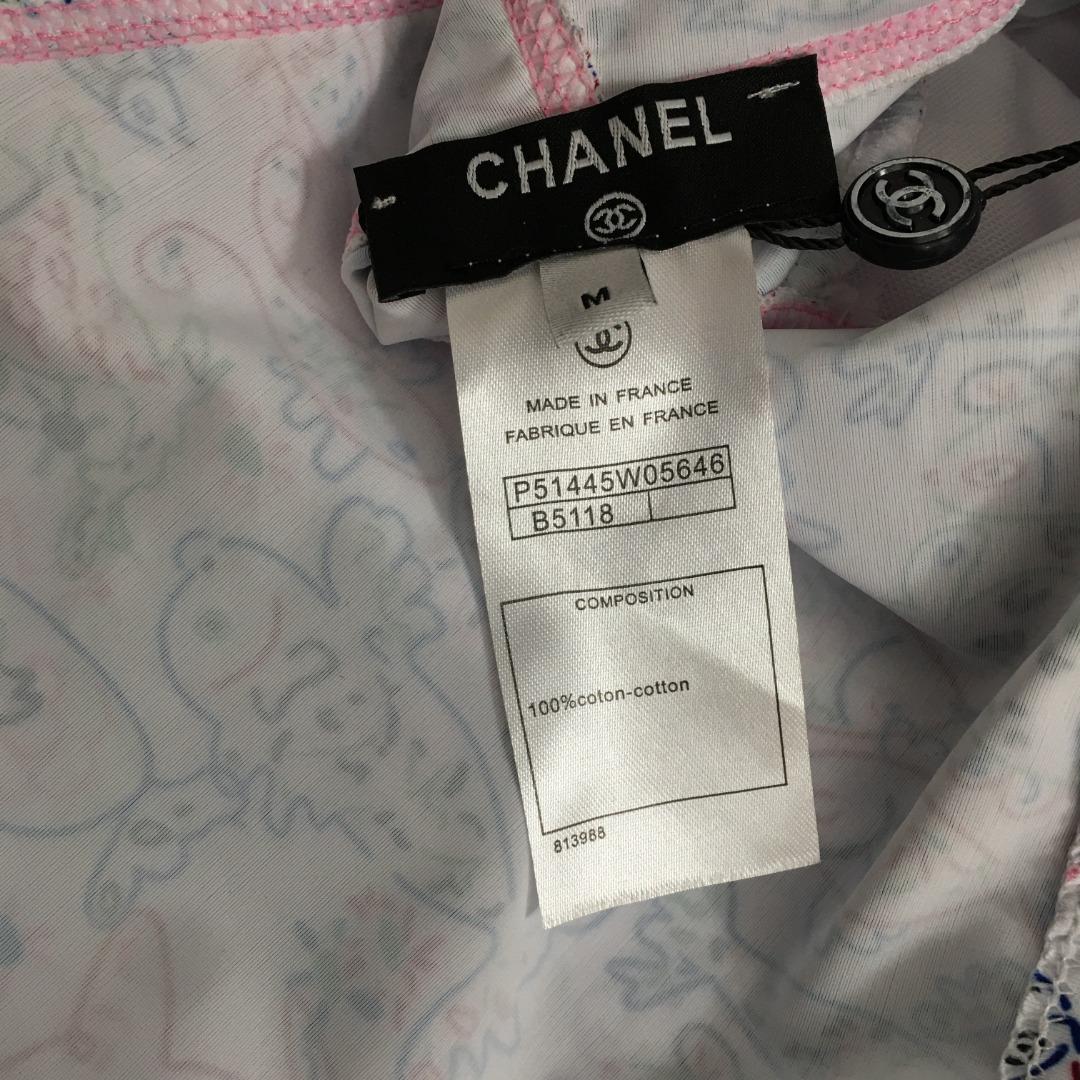 CHANEL
M
MADE IN FRANCE
FABRIQUE EN FRANCE
P51445W05646
B5118
COMPOSITION
100%coton-cotton
813988